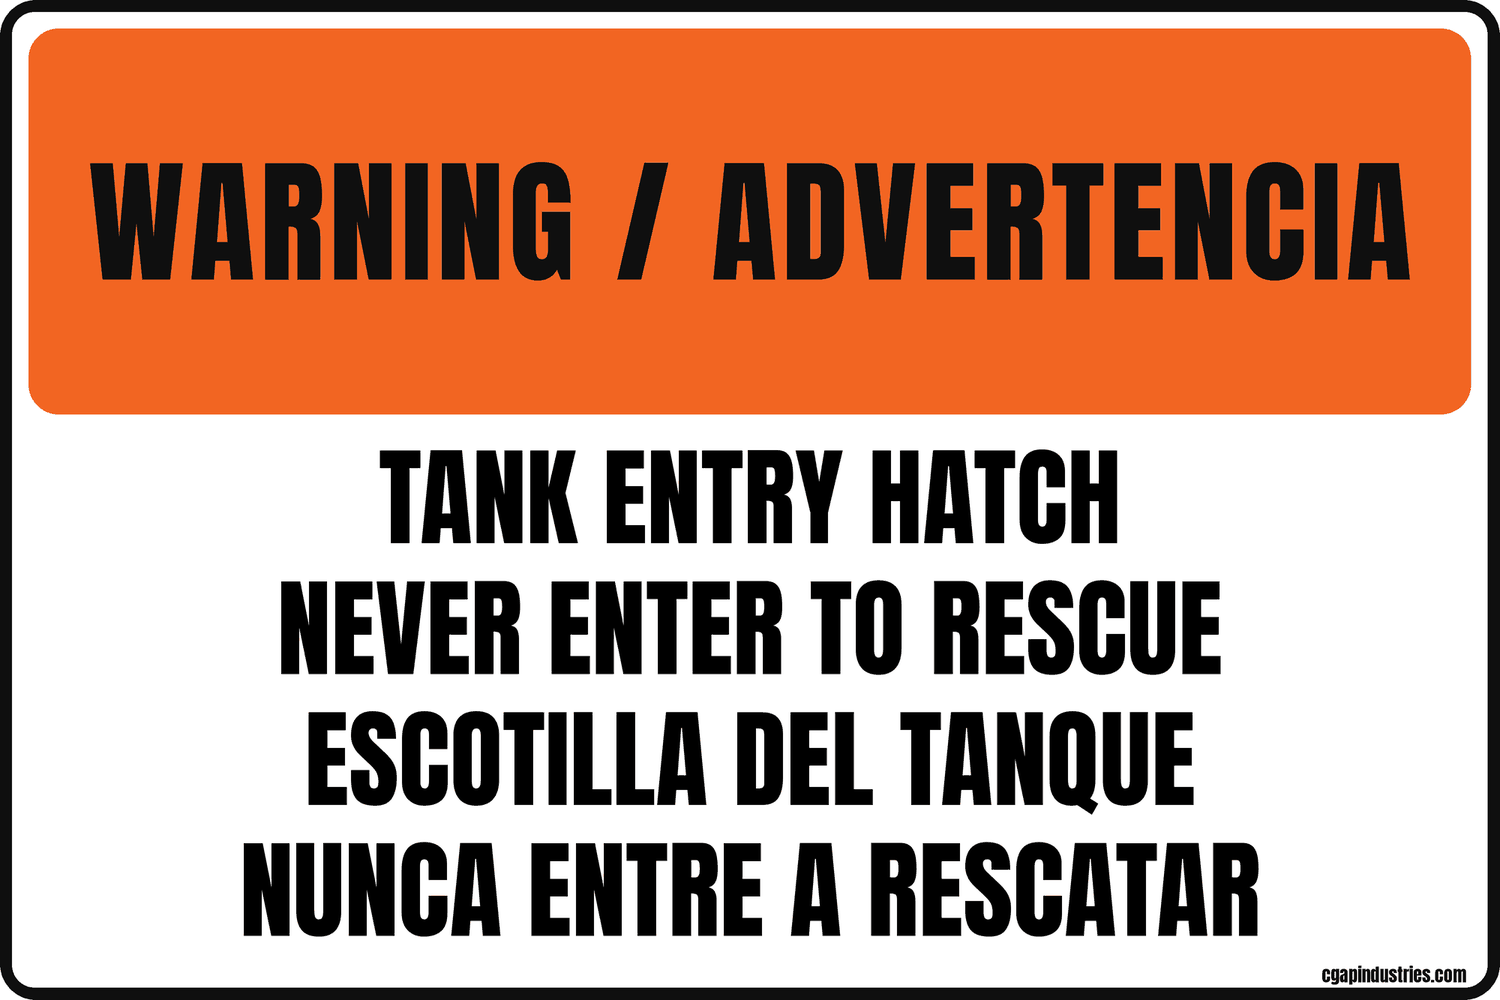 WARNING / ADVERTENCIA
TANK ENTRY HATCH
NEVER ENTER TO RESCUE
ESCOTILLA DEL TANQUE
NUNCA ENTRE A RESCATAR
cgapindustries.com